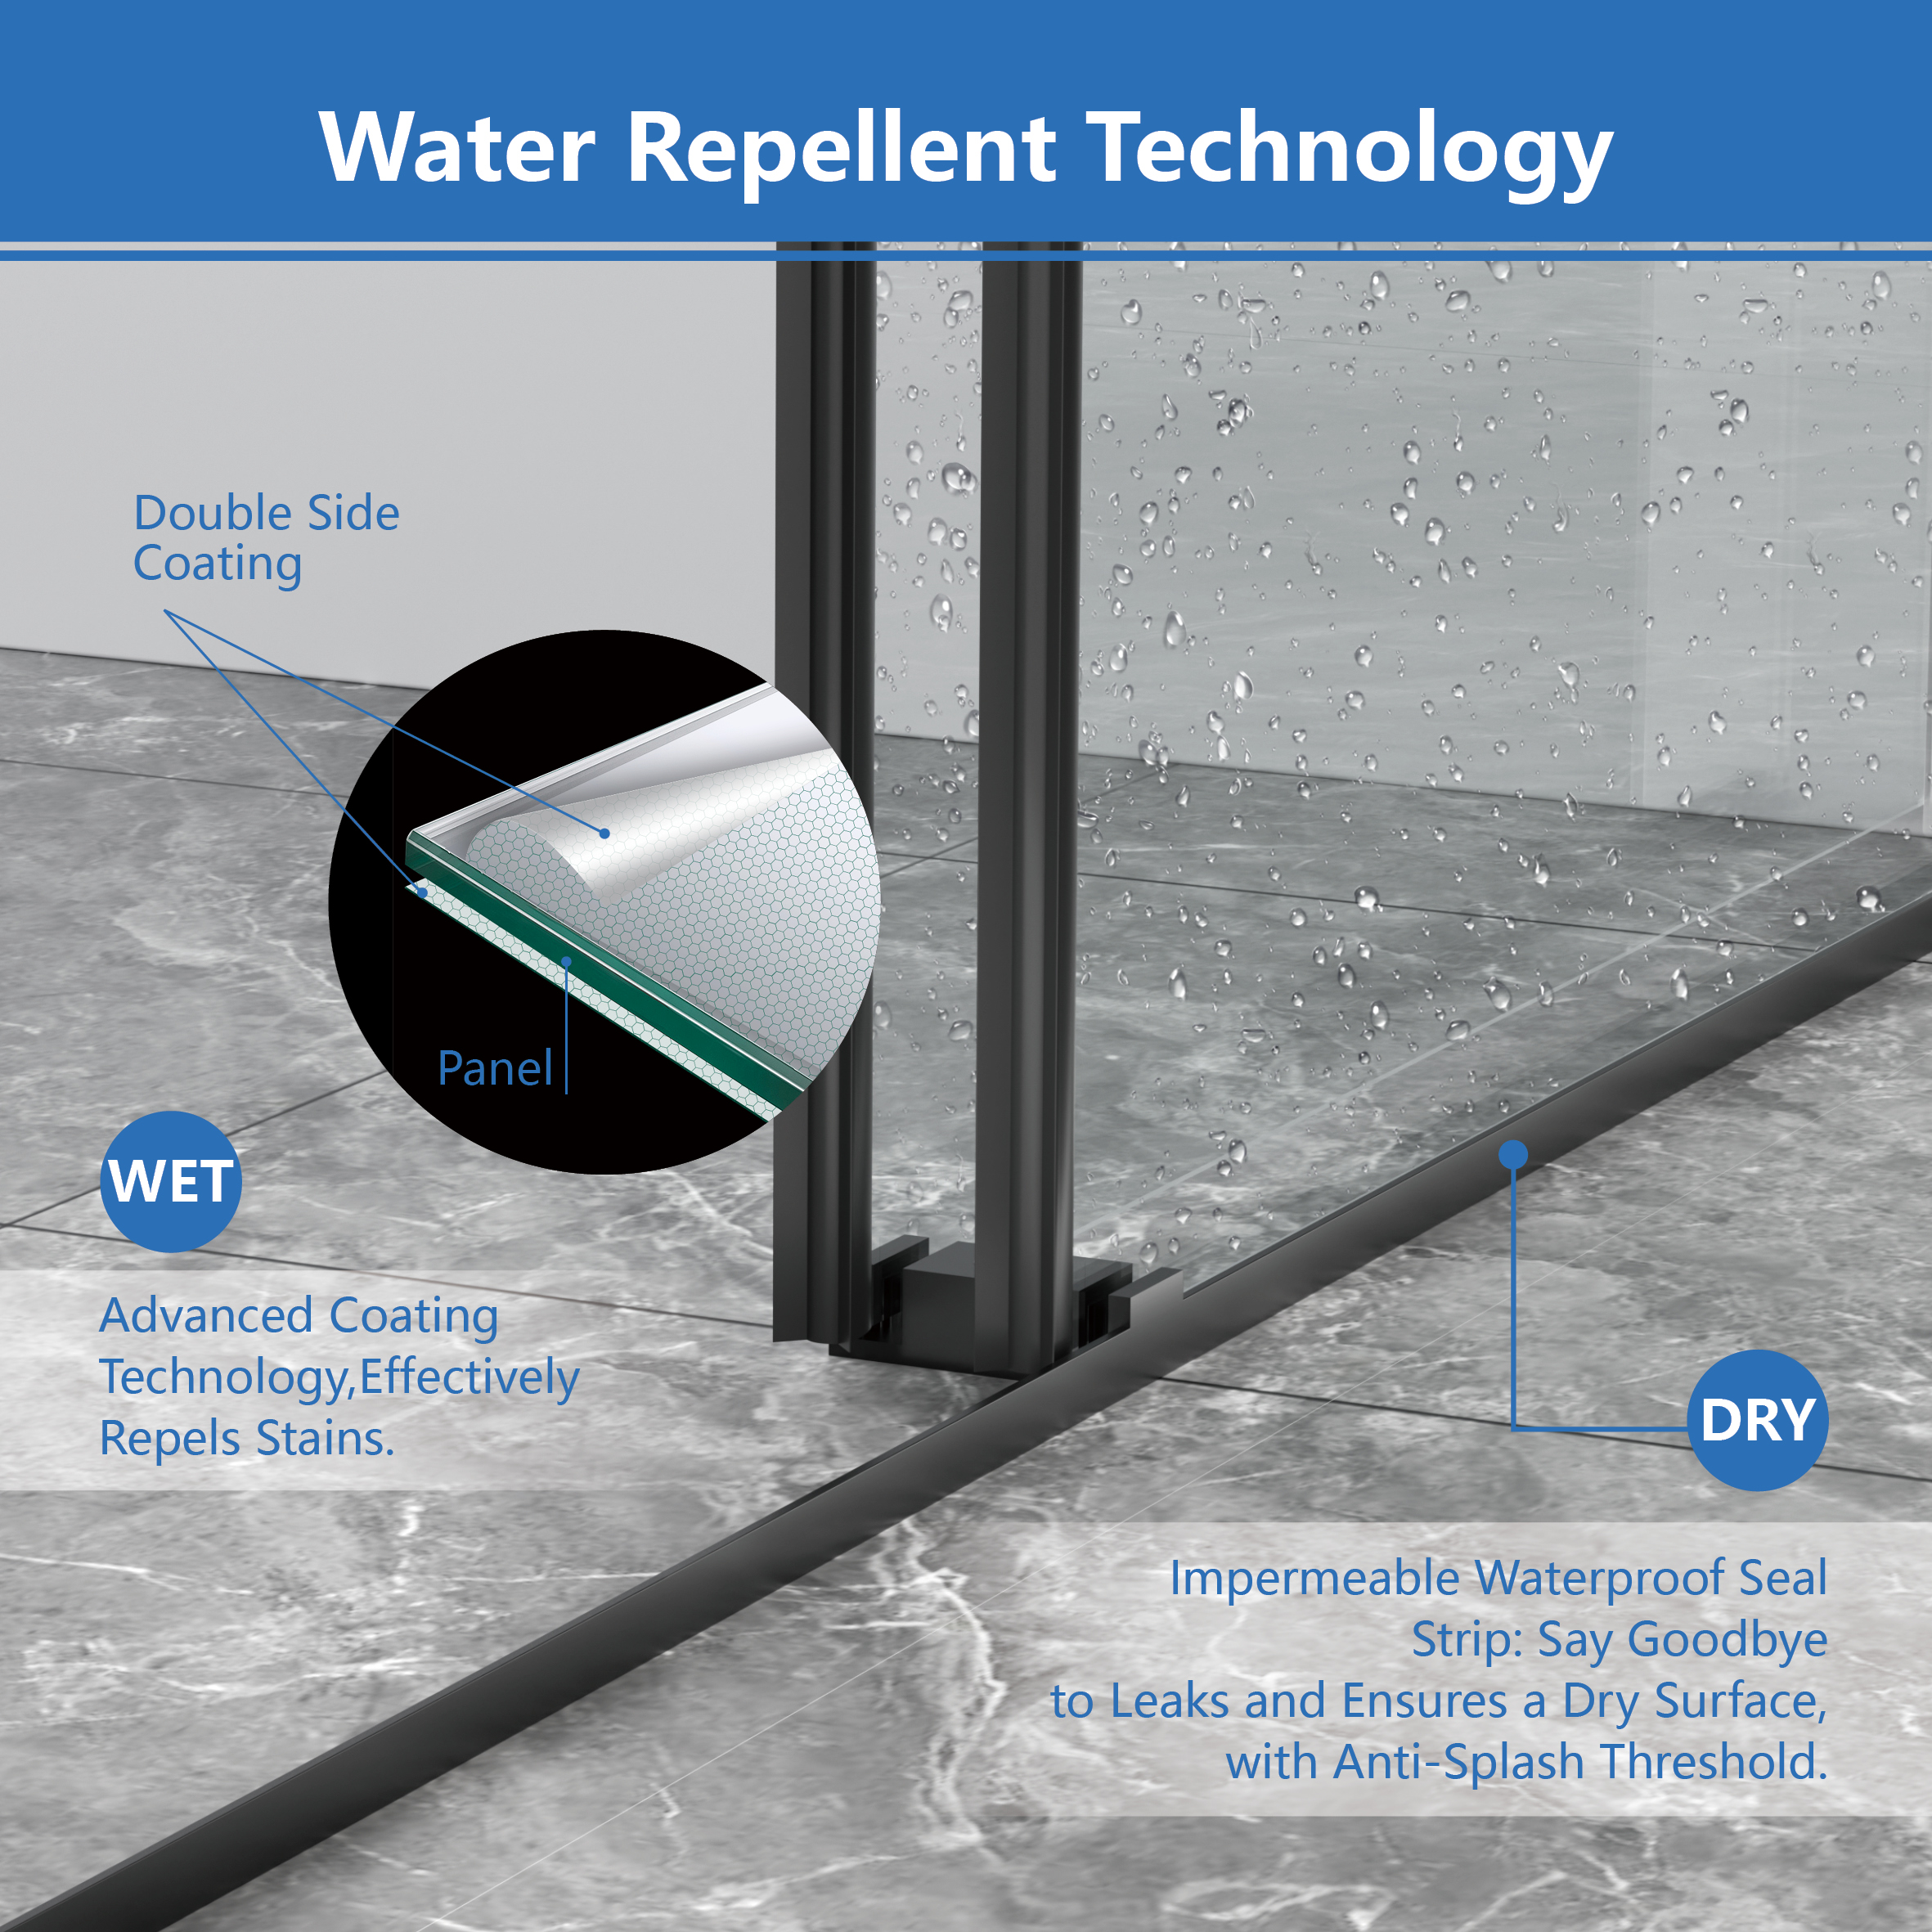 Water Repellent Technology
Double Side
Coating
Panel
WET
Advanced Coating
Technology,Effectively
Repels Stains.
DRY
Impermeable Waterproof Seal
Strip: Say Goodbye
to Leaks and Ensures a Dry Surface,
with Anti-Splash Threshold.